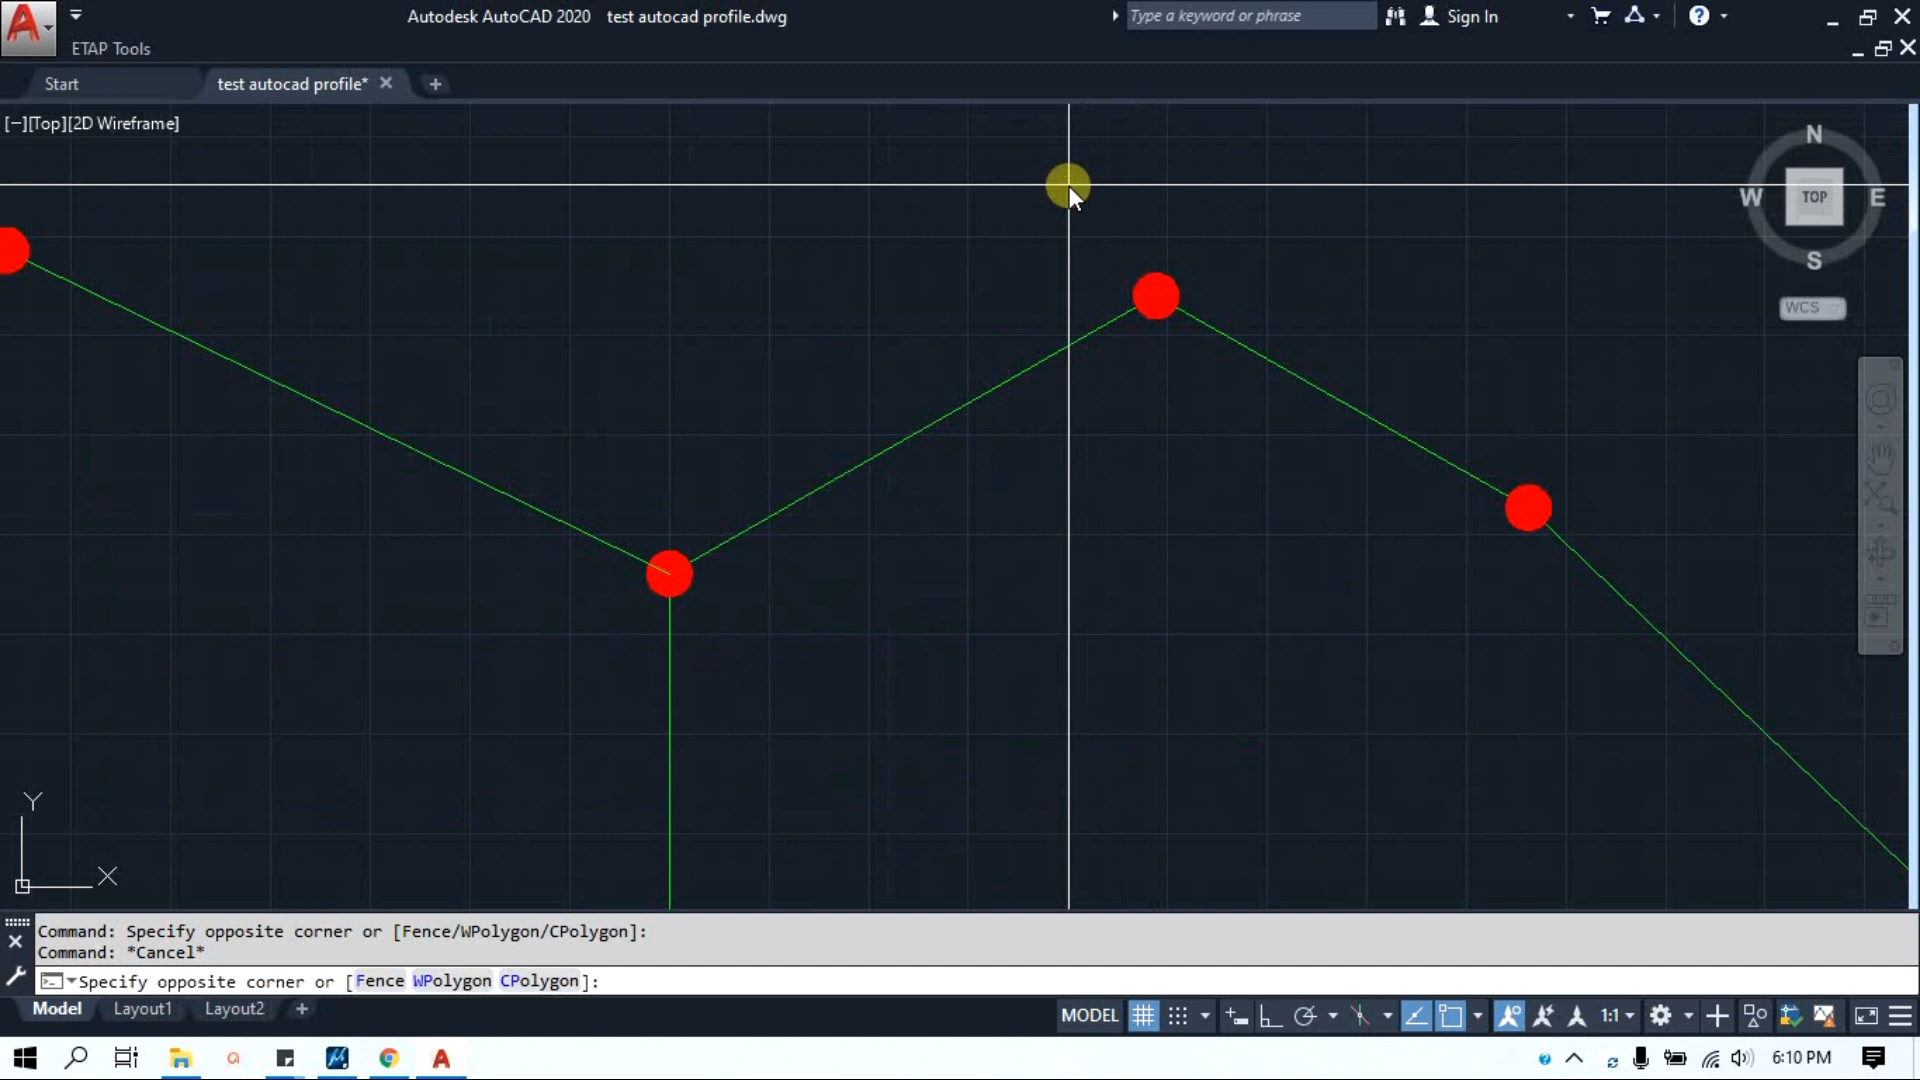 Autodesk AutoCAD 2020 test autocad profile.dwg
Type a keyword or phrase
Sign In
ETAP Tools
Start
test autocad profile*
[−][Top][2D Wireframe]
N
W
TOP
E
S
WCS
Y
X
Command: Specify opposite corner or [Fence/WPolygon/CPolygon]:
Command: *Cancel*
Specify opposite corner or [Fence WPolygon CPolygon]:
Model Layout1 Layout2 +
MODEL
1:1
6:10 PM